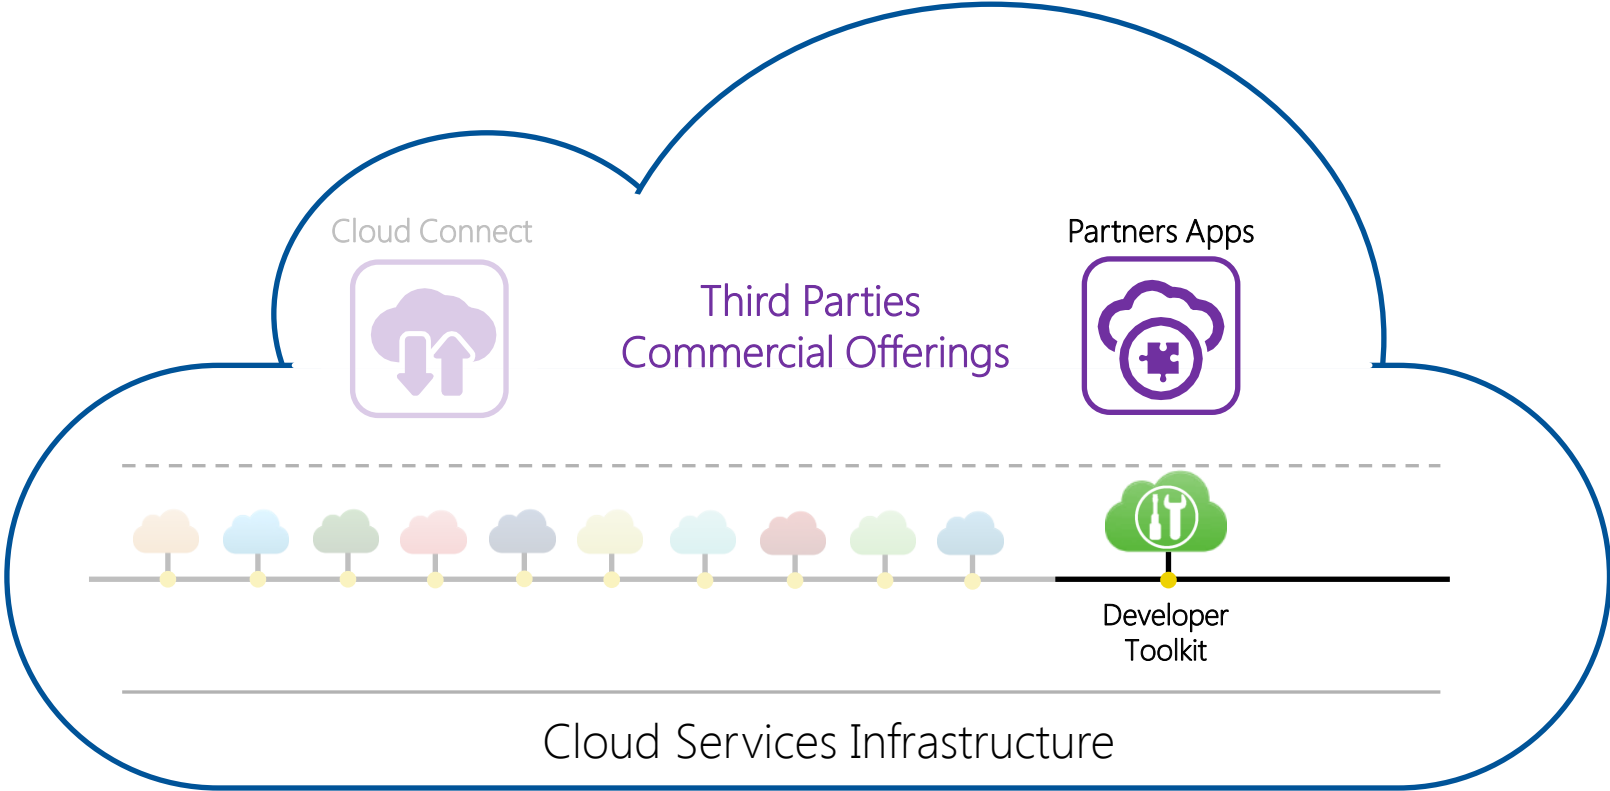 Cloud Connect
Partners Apps
Third Parties
Commercial Offerings
Developer
Toolkit
Cloud Services Infrastructure